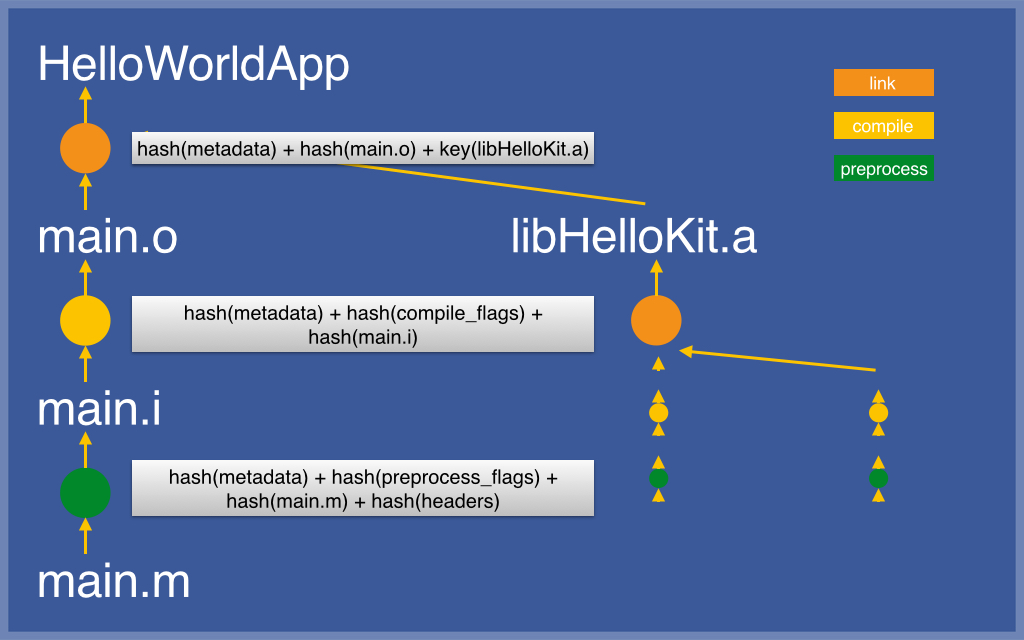 HelloWorldApp
link
compile
preprocess
hash(metadata) + hash(main.o) + key(libHelloKit.a)
main.o
libHelloKit.a
hash(metadata) + hash(compile_flags) +
hash(main.i)
main.i
hash(metadata) + hash(preprocess_flags) +
hash(main.m) + hash(headers)
main.m